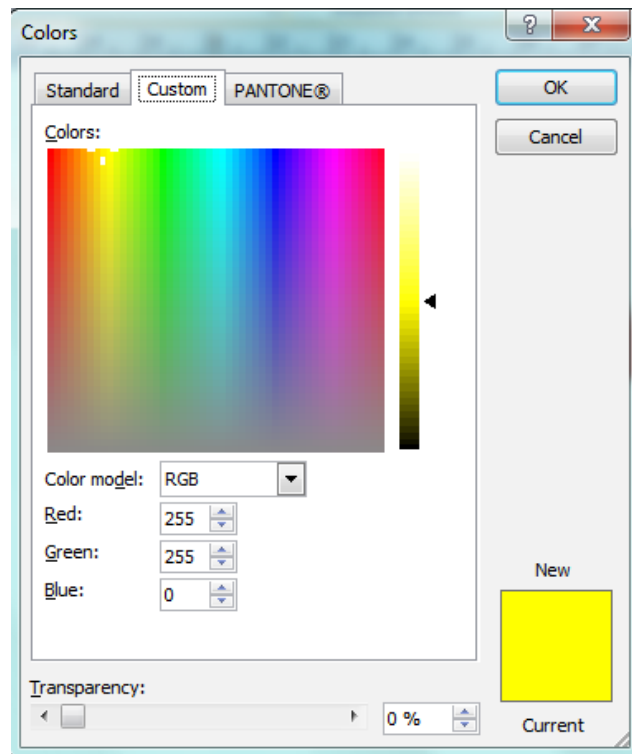 Colors
Standard Custom PANTONE®
OK
Cancel
Colors:
Color model: RGB
Red: 255
Green: 255
Blue: 0
New
Current
Transparency:
0 %